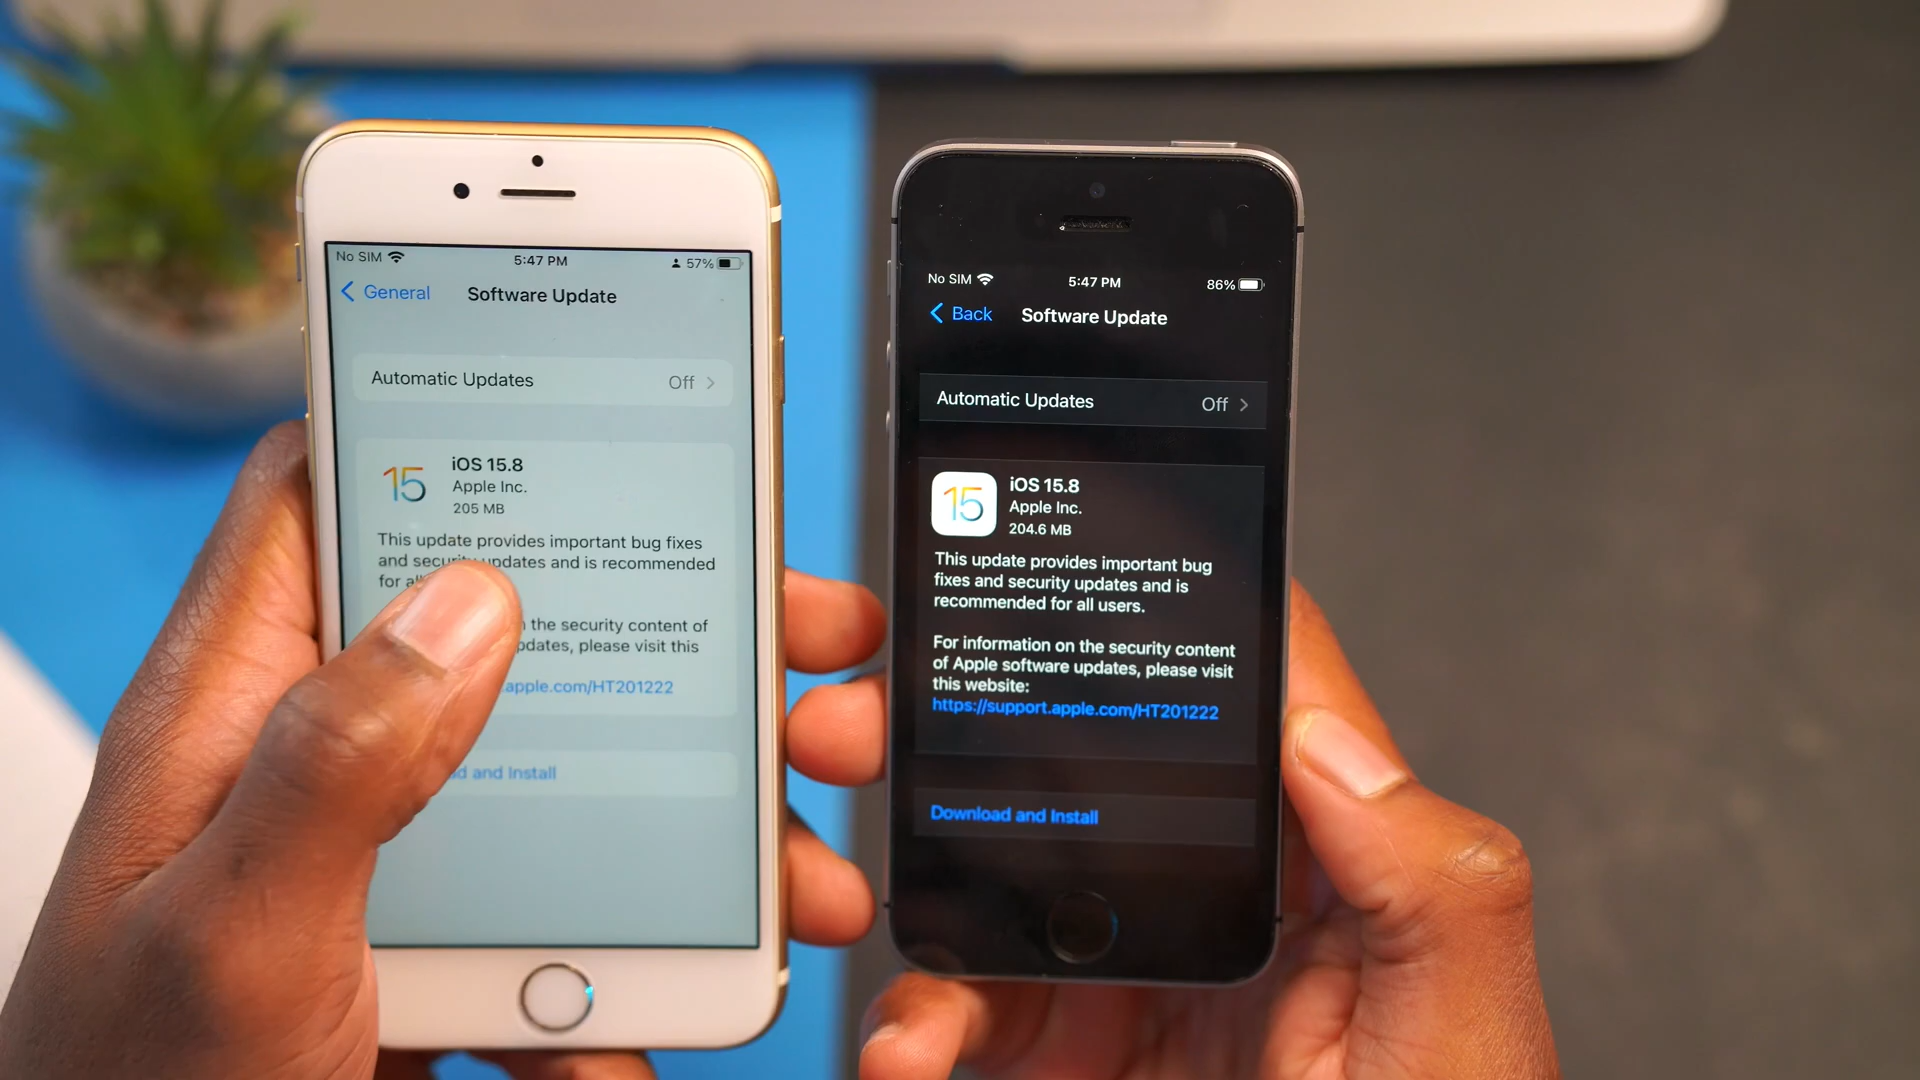 No SIM 5:47 PM 57%
General Software Update
Automatic Updates Off
15
iOS 15.8
Apple Inc.
205 MB
This update provides important bug fixes
and security updates and is recommended
for
the security content of
please visit this
.apple.com/HT201222
and Install
No SIM 5:47 PM 86%
Back Software Update
Automatic Updates Off
15
iOS 15.8
Apple Inc.
204.6 MB
This update provides important bug
fixes and security updates and is
recommended for all users.
For information on the security content
of Apple software updates, please visit
this website:
https://support.apple.com/HT201222
Download and Install